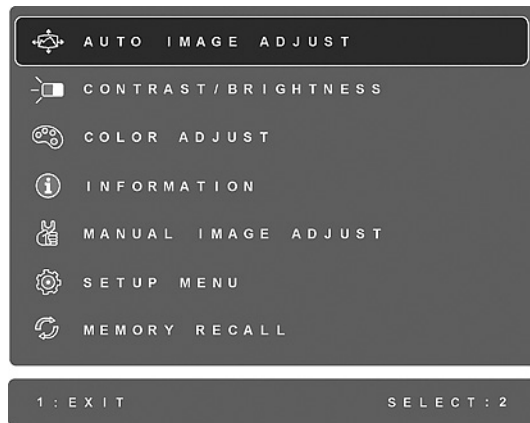 AUTO IMAGE ADJUST
CONTRAST/BRIGHTNESS
COLOR ADJUST
INFORMATION
MANUAL IMAGE ADJUST
SETUP MENU
MEMORY RECALL
1:EXIT SELECT:2